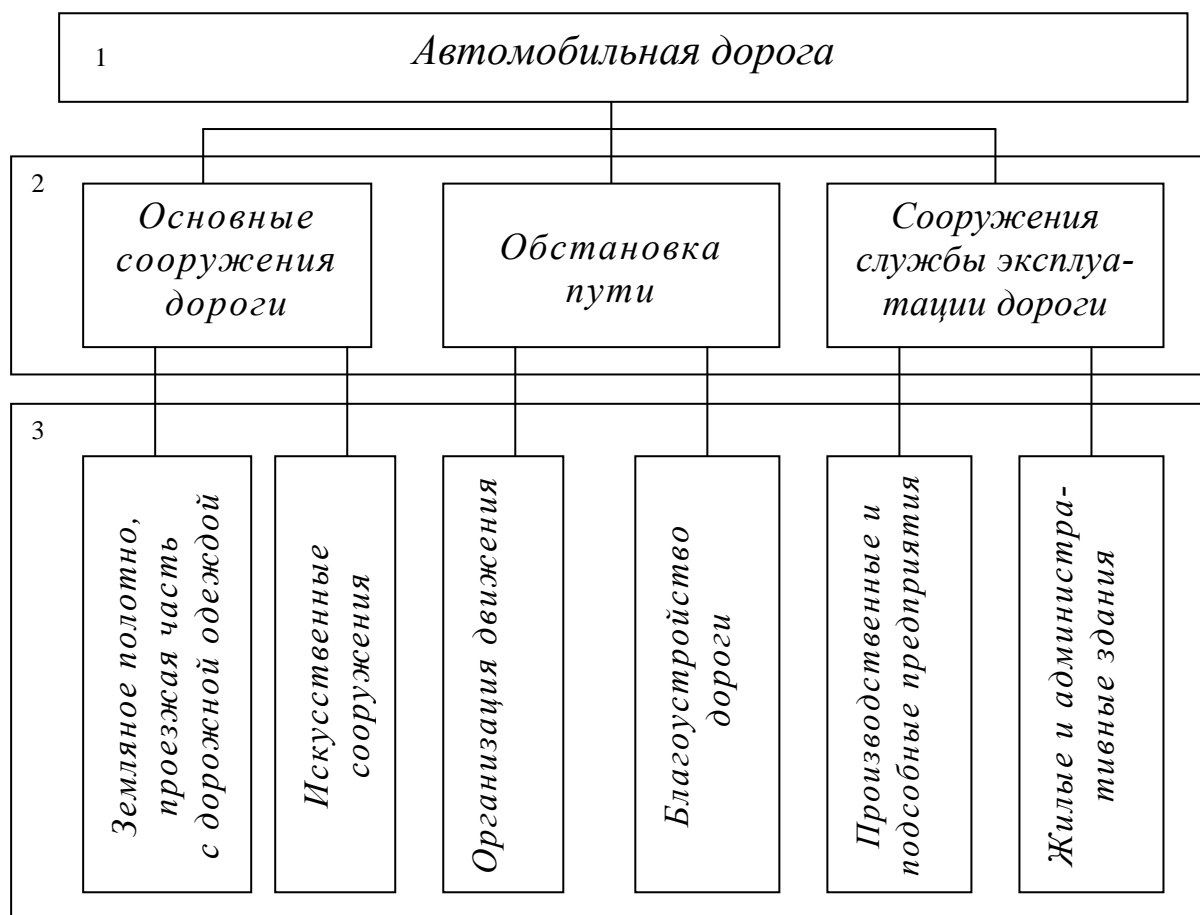 1
Автомобильная дорога
2
Основные
сооружения
дороги
Обстановка
пути
Сооружения
службы эксплуа-
тации дороги
3
Земляное полотно,
проезжая часть
с дорожной одеждой
Искусственные
сооружения
Организация движения
Благоустройство
дороги
Производственные и
подсобные предприятия
Жилые и администра-
тивные здания